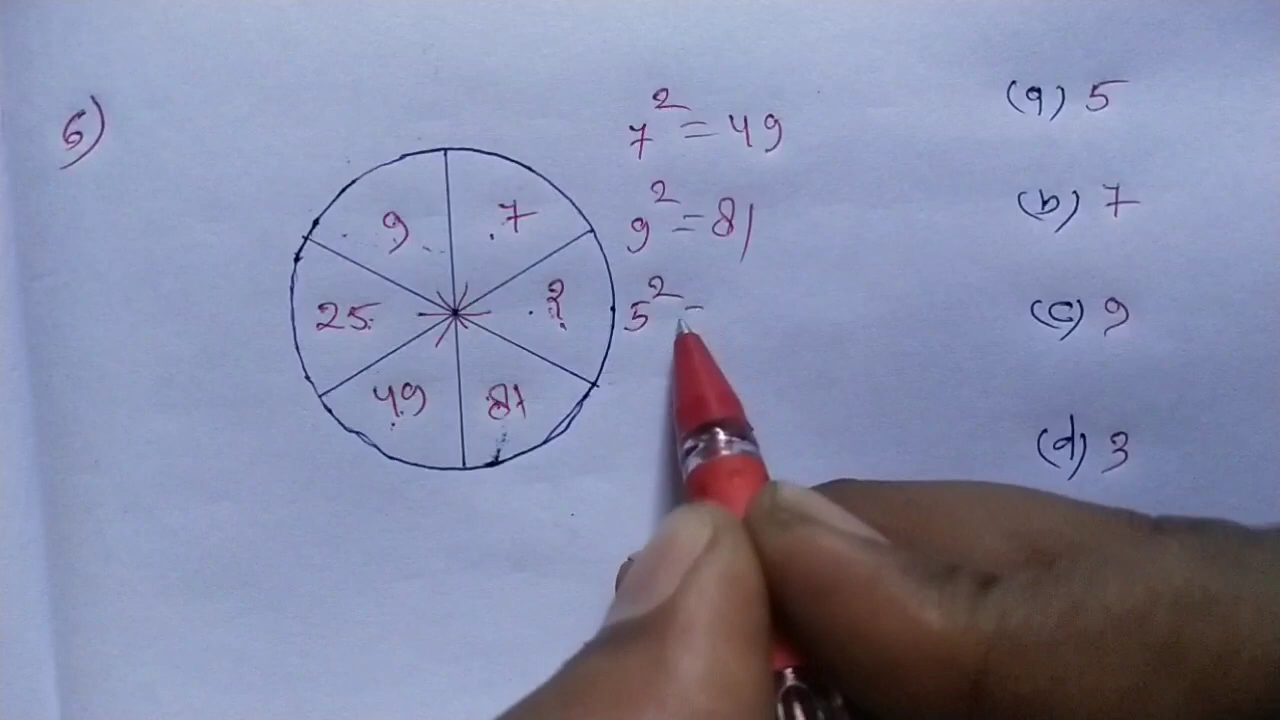 6)
9 7
25 ?
49 81
7² = 49
9² = 81
5² =
(a) 5
(b) 7
(c) 9
(d) 3